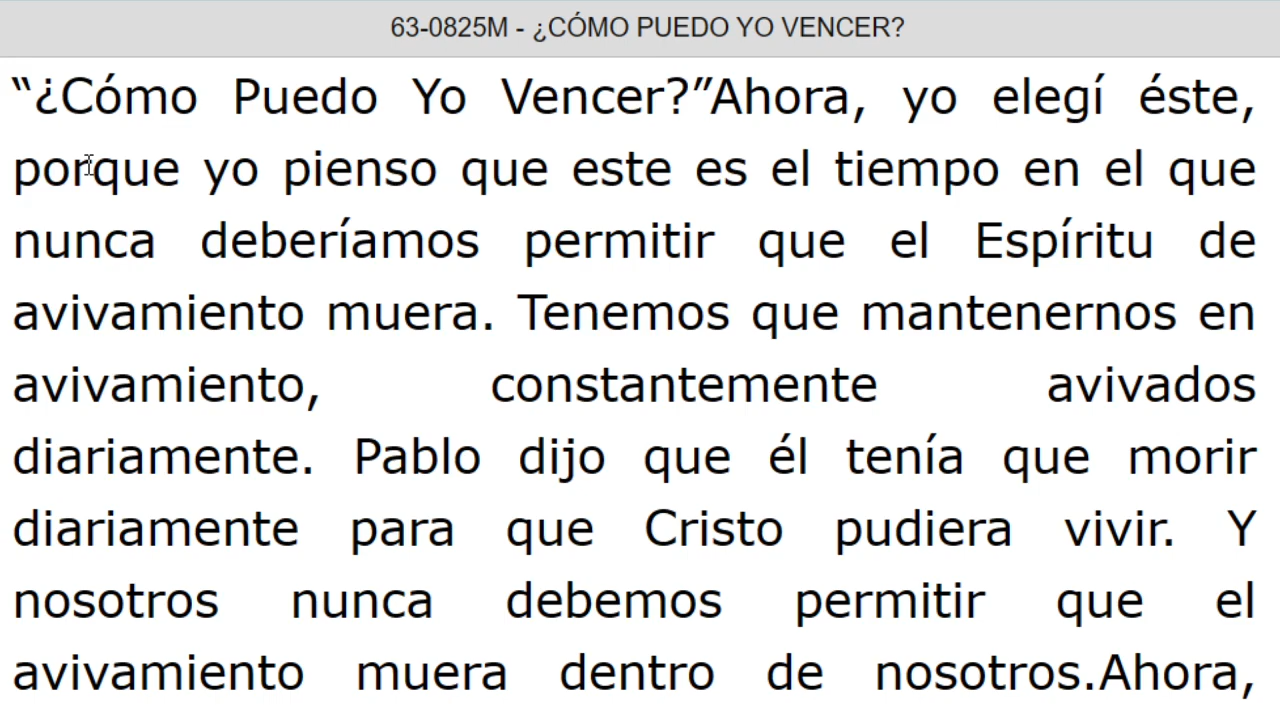 63-0825M - ¿CÓMO PUEDO YO VENCER?
“¿Cómo Puedo Yo Vencer?”Ahora, yo elegí éste,
porque yo pienso que este es el tiempo en el que
nunca deberíamos permitir que el Espíritu de
avivamiento muera. Tenemos que mantenernos en
avivamiento, constantemente avivados
diariamente. Pablo dijo que él tenía que morir
diariamente para que Cristo pudiera vivir. Y
nosotros nunca debemos permitir que el
avivamiento muera dentro de nosotros.Ahora,